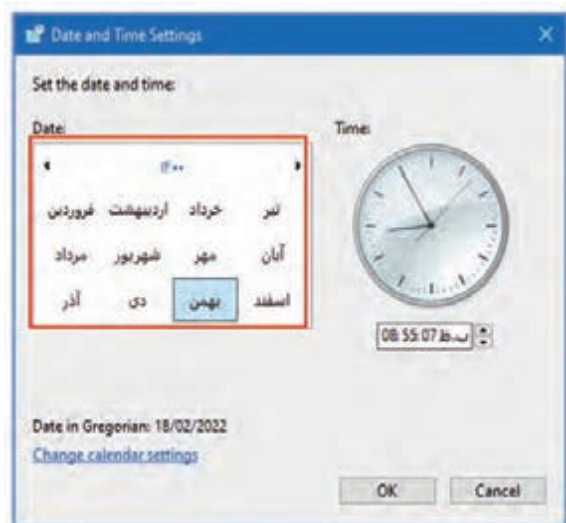 Date and Time Settings
Set the date and time:
Date:
Time:
۱۴۰۰
فروردین اردیبهشت خرداد تیر
مرداد شهریور مهر آبان
آذر دی بهمن اسفند
08:55:07 ب.ظ
Date in Gregorian: 18/02/2022
Change calendar settings
OK
Cancel